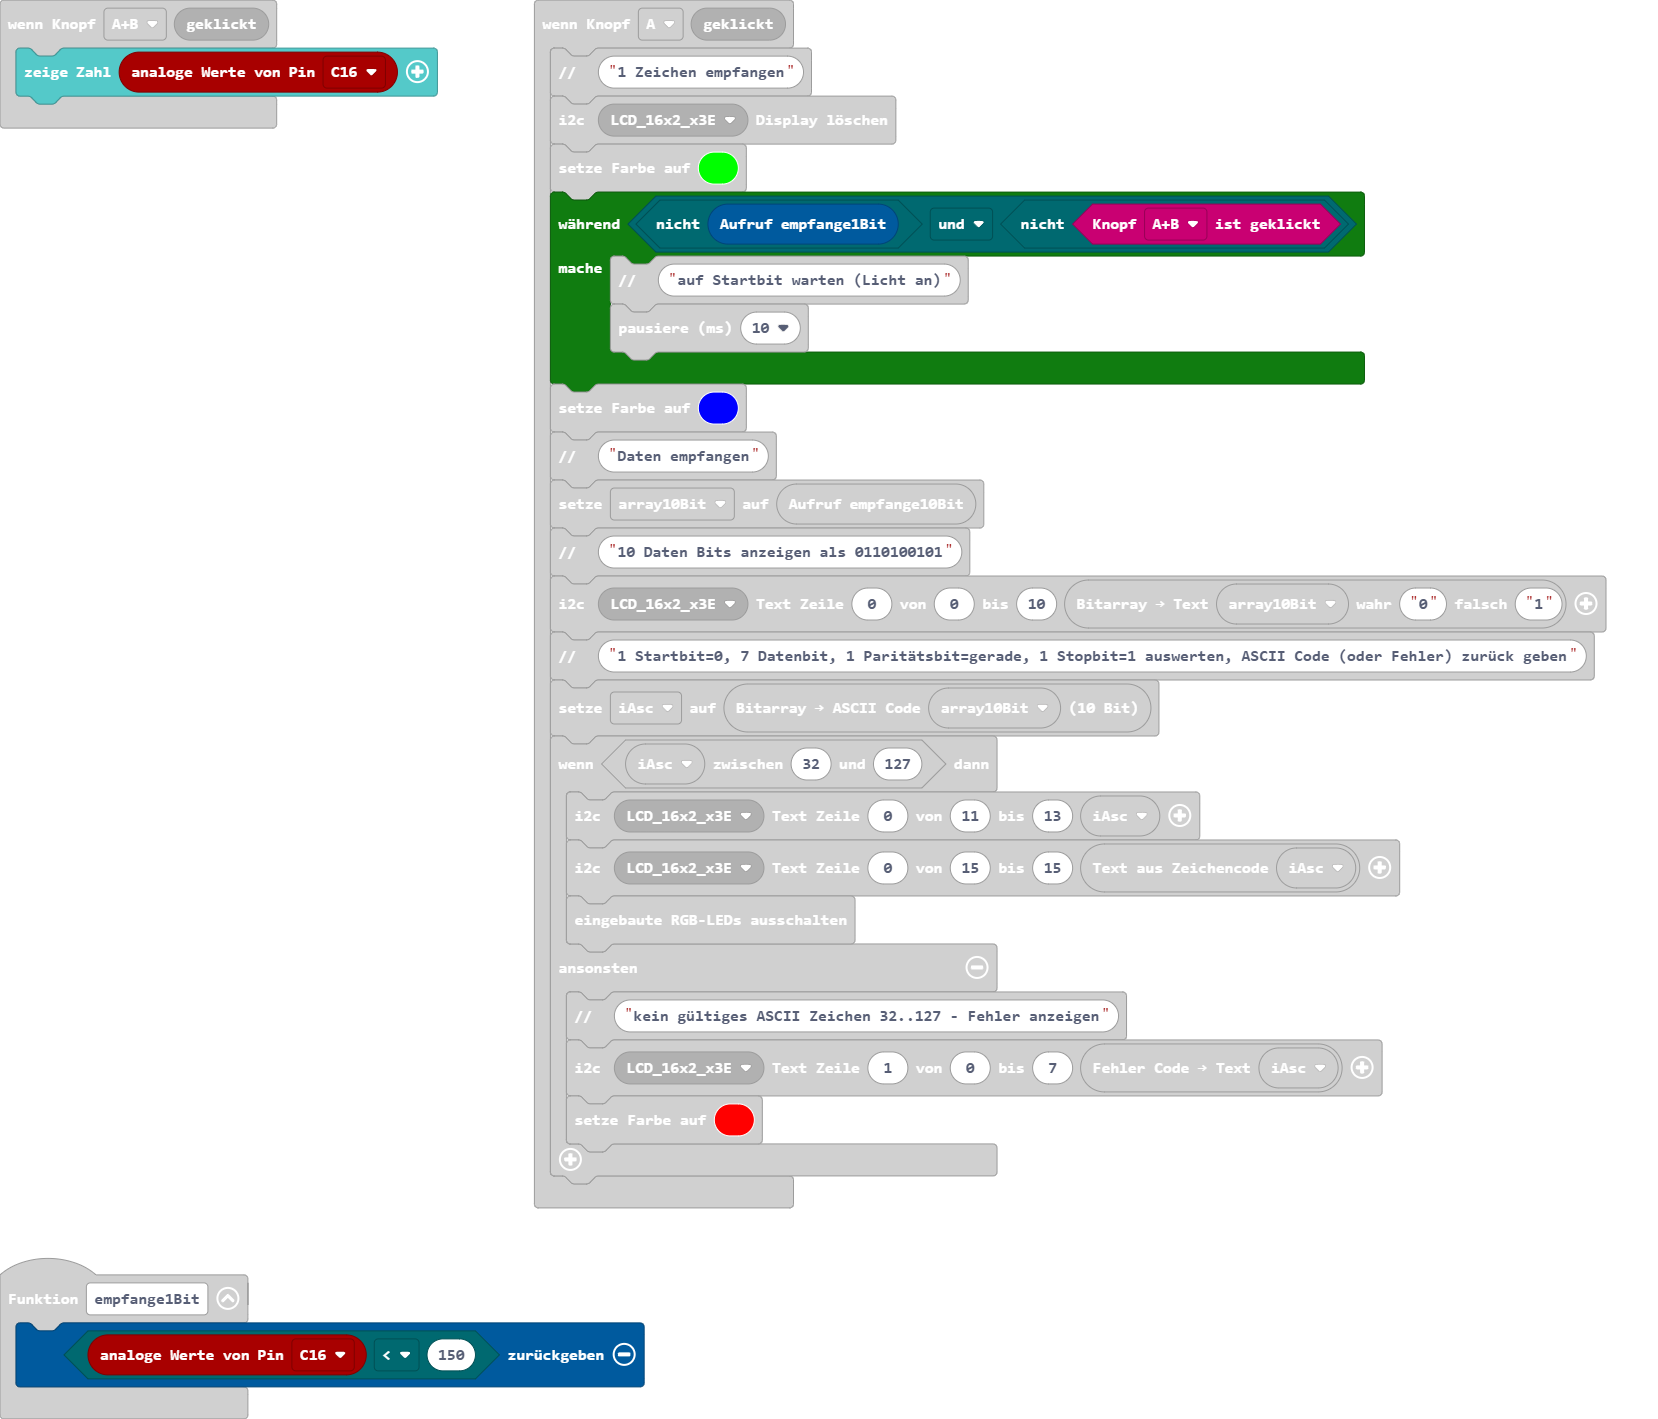 wenn Knopf A+B geklickt
zeige Zahl analoge Werte von Pin C16
wenn Knopf A geklickt
// "1 Zeichen empfangen"
i2c LCD_16x2_x3E Display löschen
setze Farbe auf
während nicht Aufruf empfange1Bit und nicht Knopf A+B ist geklickt
mache
// "auf Startbit warten (Licht an)"
pausiere (ms) 10
setze Farbe auf
// "Daten empfangen"
setze array10Bit auf Aufruf empfange10Bit
// "10 Daten Bits anzeigen als 0110100101"
i2c LCD_16x2_x3E Text Zeile 0 von 0 bis 10 Bitarray → Text array10Bit wahr "0" falsch "1"
// "1 Startbit=0, 7 Datenbit, 1 Paritätsbit=gerade, 1 Stopbit=1 auswerten, ASCII Code (oder Fehler) zurück geben"
setze iAsc auf Bitarray → ASCII Code array10Bit (10 Bit)
wenn iAsc zwischen 32 und 127 dann
i2c LCD_16x2_x3E Text Zeile 0 von 11 bis 13 iAsc
i2c LCD_16x2_x3E Text Zeile 0 von 15 bis 15 Text aus Zeichencode iAsc
eingebaute RGB-LEDs ausschalten
ansonsten
// "kein gültiges ASCII Zeichen 32..127 - Fehler anzeigen"
i2c LCD_16x2_x3E Text Zeile 1 von 0 bis 7 Fehler Code → Text iAsc
setze Farbe auf
Funktion empfange1Bit
analoge Werte von Pin C16 < 150 zurückgeben